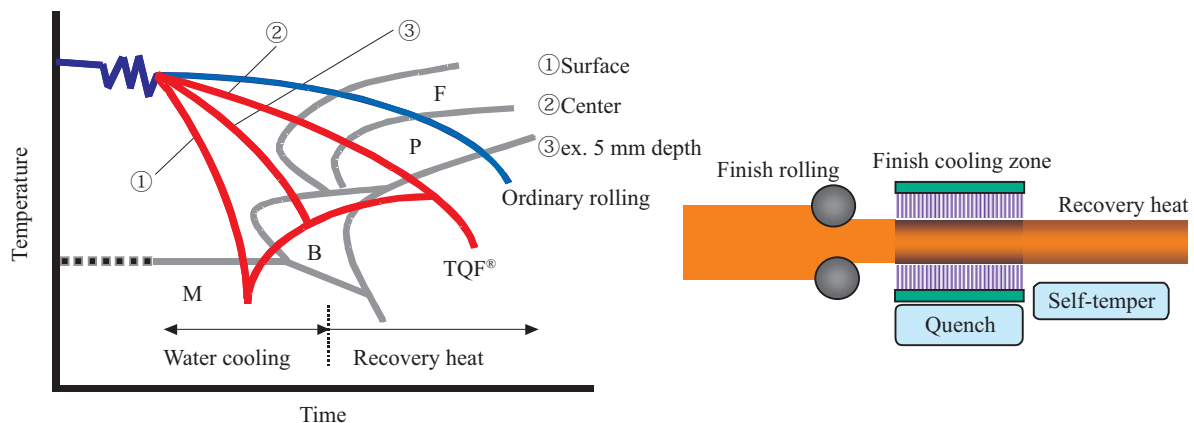 ②
③
①Surface
②Center
③ex. 5 mm depth
F
P
①
Ordinary rolling
B
TQF®
M
Water cooling
Recovery heat
Time
Temperature
Finish rolling
Finish cooling zone
Recovery heat
Self-temper
Quench